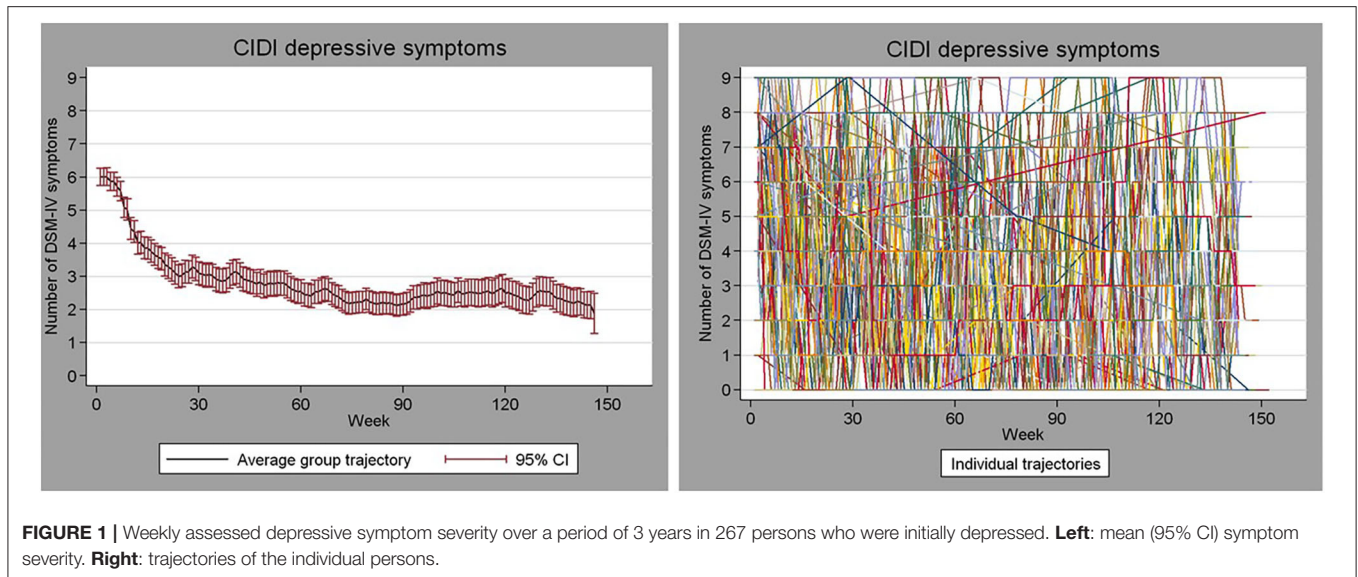 CIDI depressive symptoms
Number of DSM-IV symptoms
9
8
7
6
5
4
3
2
1
0
0 30 60 90 120 150
Week
Average group trajectory 95% CI
CIDI depressive symptoms
Number of DSM-IV symptoms
9
8
7
6
5
4
3
2
1
0
0 30 60 90 120 150
Week
Individual trajectories
FIGURE 1 | Weekly assessed depressive symptom severity over a period of 3 years in 267 persons who were initially depressed. Left: mean (95% CI) symptom
severity. Right: trajectories of the individual persons.